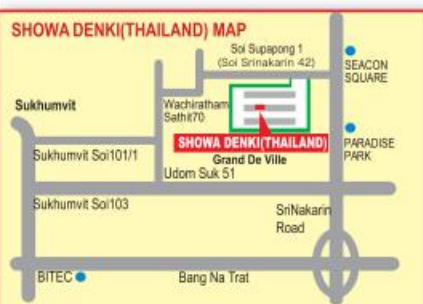 SHOWA DENKI(THAILAND) MAP
Soi Supapong 1
(Soi Srinakarin 42)
SEACON
SQUARE
Sukhumvit
Wachiratham
Sathit70
SHOWA DENKI(THAILAND)
PARADISE
PARK
Sukhumvit Soi101/1
Grand De Ville
Udom Suk 51
Sukhumvit Soi103
SriNakarin
Road
BITEC
Bang Na Trat